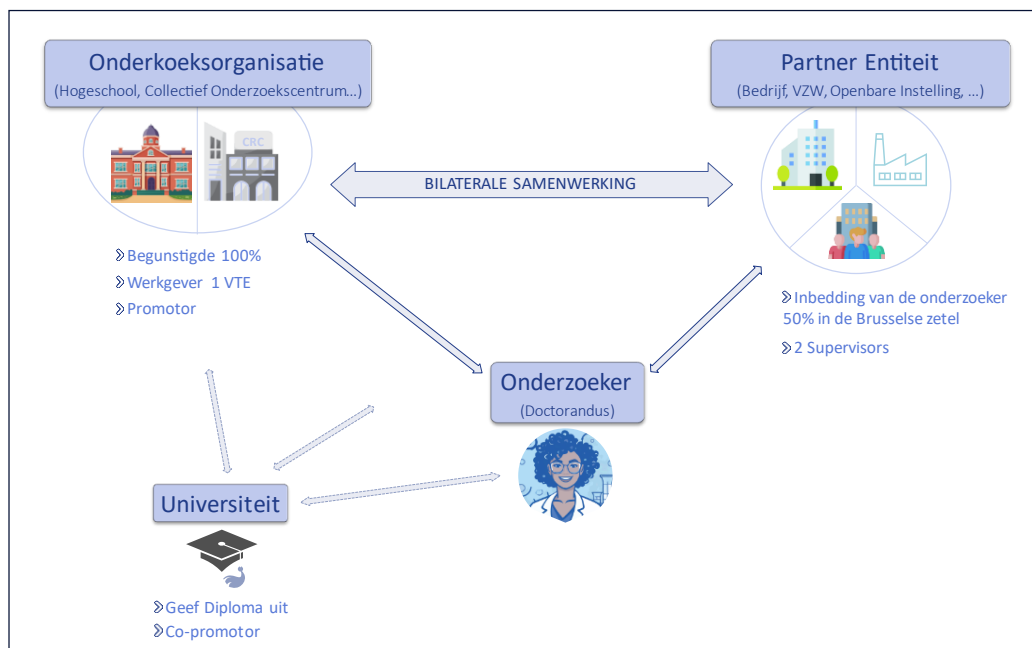 Onderkoeksorganisatie
(Hogeschool, Collectief Onderzoekscentrum…)
Partner Entiteit
(Bedrijf, VZW, Openbare Instelling, …)
CRC
BILATERALE SAMENWERKING
Begunstigde 100%
Werkgever 1 VTE
Promotor
Inbedding van de onderzoeker
50% in de Brusselse zetel
2 Supervisors
Onderzoeker
(Doctorandus)
Universiteit
Geef Diploma uit
Co-promotor